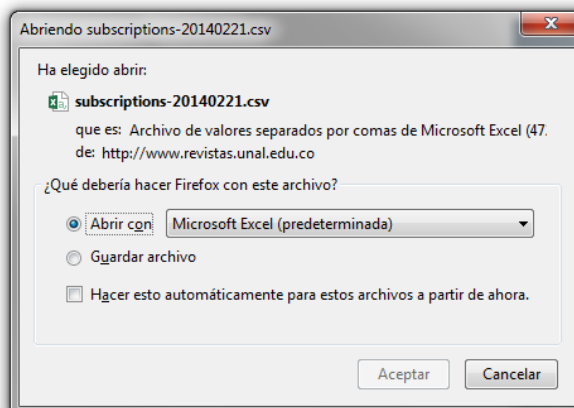 Abriendo subscriptions-20140221.csv
Ha elegido abrir:
subscriptions-20140221.csv
que es: Archivo de valores separados por comas de Microsoft Excel (47
de: http://www.revistas.unal.edu.co
¿Qué debería hacer Firefox con este archivo?
Abrir con Microsoft Excel (predeterminada)
Guardar archivo
Hacer esto automáticamente para estos archivos a partir de ahora.
Aceptar Cancelar